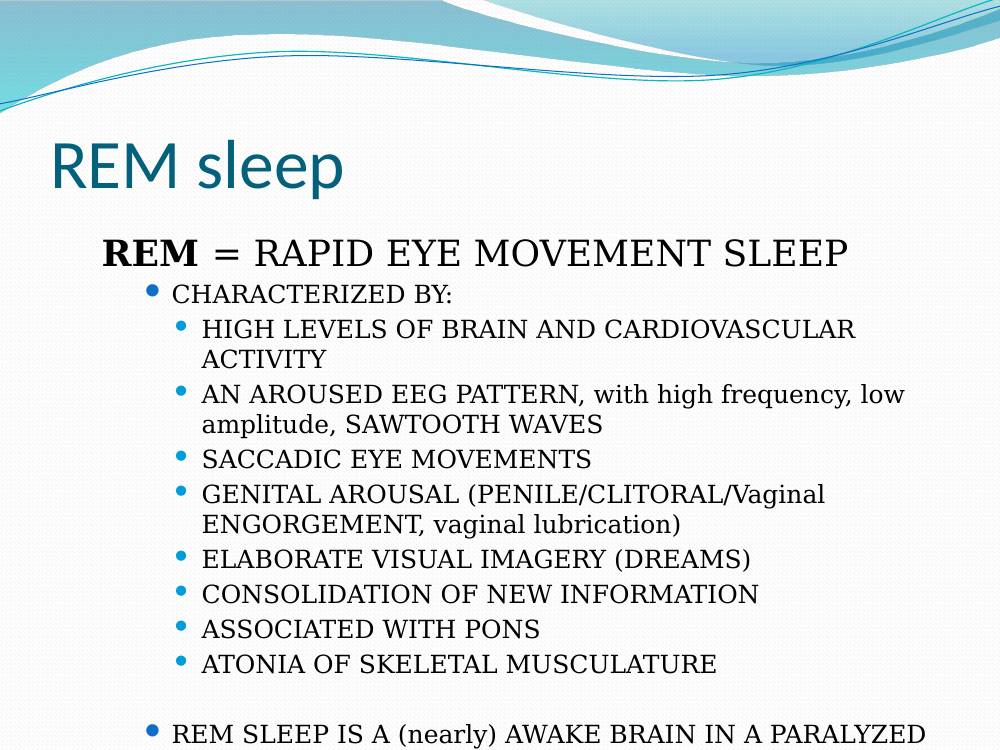 REM sleep
REM = RAPID EYE MOVEMENT SLEEP
CHARACTERIZED BY:
HIGH LEVELS OF BRAIN AND CARDIOVASCULAR
ACTIVITY
AN AROUSED EEG PATTERN, with high frequency, low
amplitude, SAWTOOTH WAVES
SACCADIC EYE MOVEMENTS
GENITAL AROUSAL (PENILE/CLITORAL/Vaginal
ENGORGEMENT, vaginal lubrication)
ELABORATE VISUAL IMAGERY (DREAMS)
CONSOLIDATION OF NEW INFORMATION
ASSOCIATED WITH PONS
ATONIA OF SKELETAL MUSCULATURE
REM SLEEP IS A (nearly) AWAKE BRAIN IN A PARALYZED